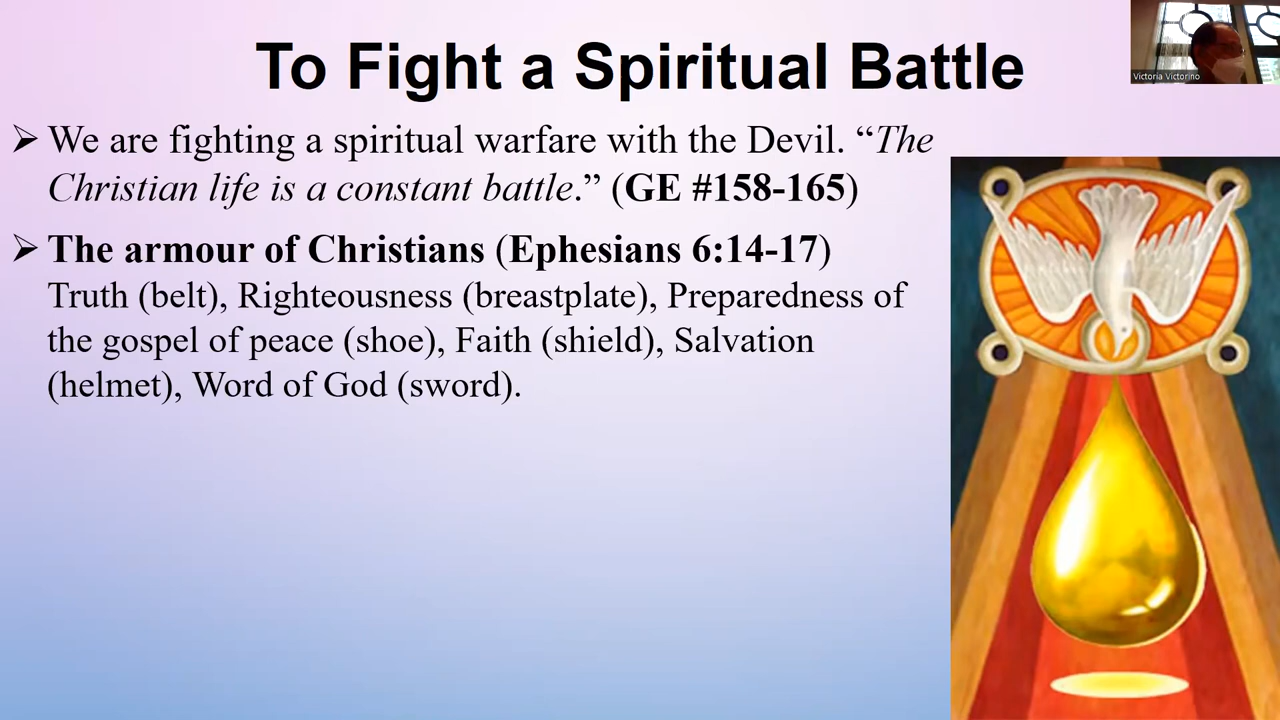 To Fight a Spiritual Battle
Victoria Victorino
➢ We are fighting a spiritual warfare with the Devil. “The
Christian life is a constant battle.” (GE #158-165)
➢ The armour of Christians (Ephesians 6:14-17)
Truth (belt), Righteousness (breastplate), Preparedness of
the gospel of peace (shoe), Faith (shield), Salvation
(helmet), Word of God (sword).